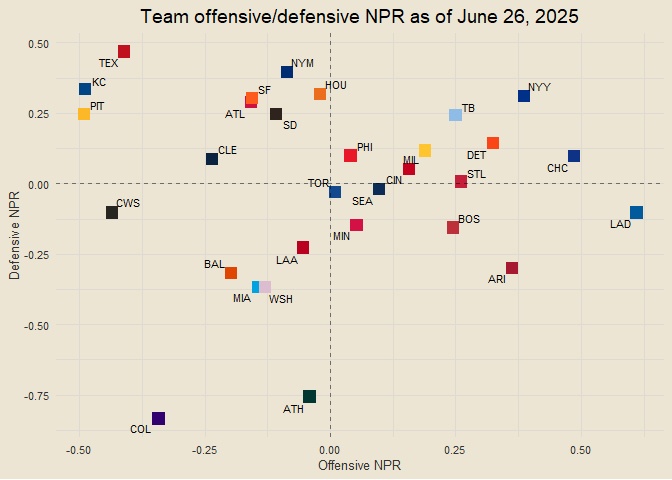 Team offensive/defensive NPR as of June 26, 2025
0.50
NYM
TEX
KC
HOU
SF
NYY
PIT
TB
0.25
ATL
SD
PHI
CLE
MIL
DET
CHC
STL
0.00
TOR
CIN
SEA
CWS
BOS
LAD
MIN
Defensive NPR
-0.25
BAL
LAA
ARI
MIA
WSH
-0.50
-0.75
ATH
COL
-0.50
-0.25
0.00
0.25
0.50
Offensive NPR